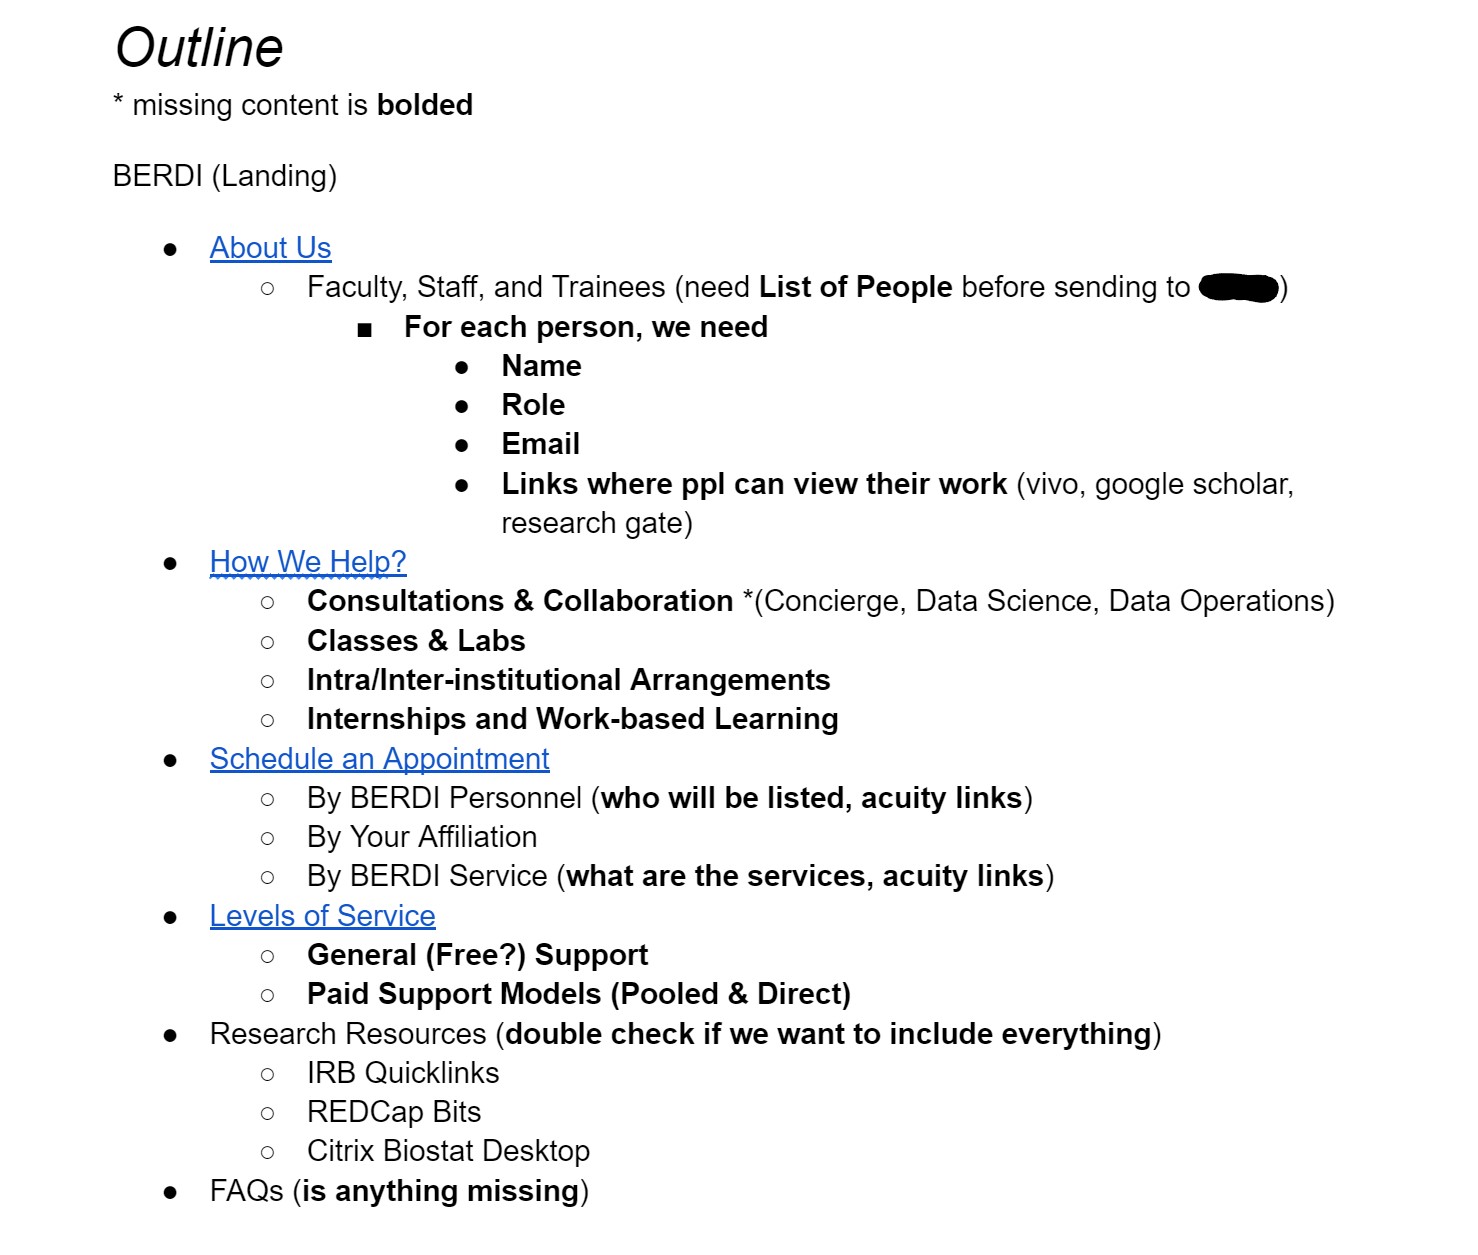 Outline
* missing content is bolded
BERDI (Landing)
● About Us
○ Faculty, Staff, and Trainees (need List of People before sending to )
■ For each person, we need
● Name
● Role
● Email
● Links where ppl can view their work (vivo, google scholar,
research gate)
● How We Help?
○ Consultations & Collaboration *(Concierge, Data Science, Data Operations)
○ Classes & Labs
○ Intra/Inter-institutional Arrangements
○ Internships and Work-based Learning
● Schedule an Appointment
○ By BERDI Personnel (who will be listed, acuity links)
○ By Your Affiliation
○ By BERDI Service (what are the services, acuity links)
● Levels of Service
○ General (Free?) Support
○ Paid Support Models (Pooled & Direct)
● Research Resources (double check if we want to include everything)
○ IRB Quicklinks
○ REDCap Bits
○ Citrix Biostat Desktop
● FAQs (is anything missing)